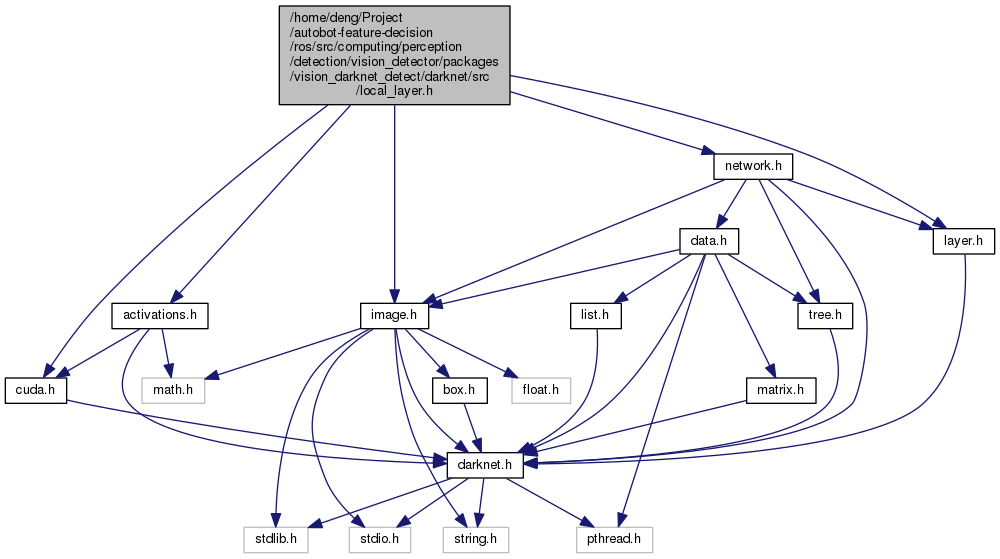 /home/deng/Project
/autobot-feature-decision
/ros/src/computing/perception
/detection/vision_detector/packages
/vision_darknet_detect/darknet/src
/local_layer.h
network.h
data.h
layer.h
activations.h
image.h
list.h
tree.h
cuda.h
math.h
box.h
float.h
matrix.h
darknet.h
stdlib.h
stdio.h
string.h
pthread.h